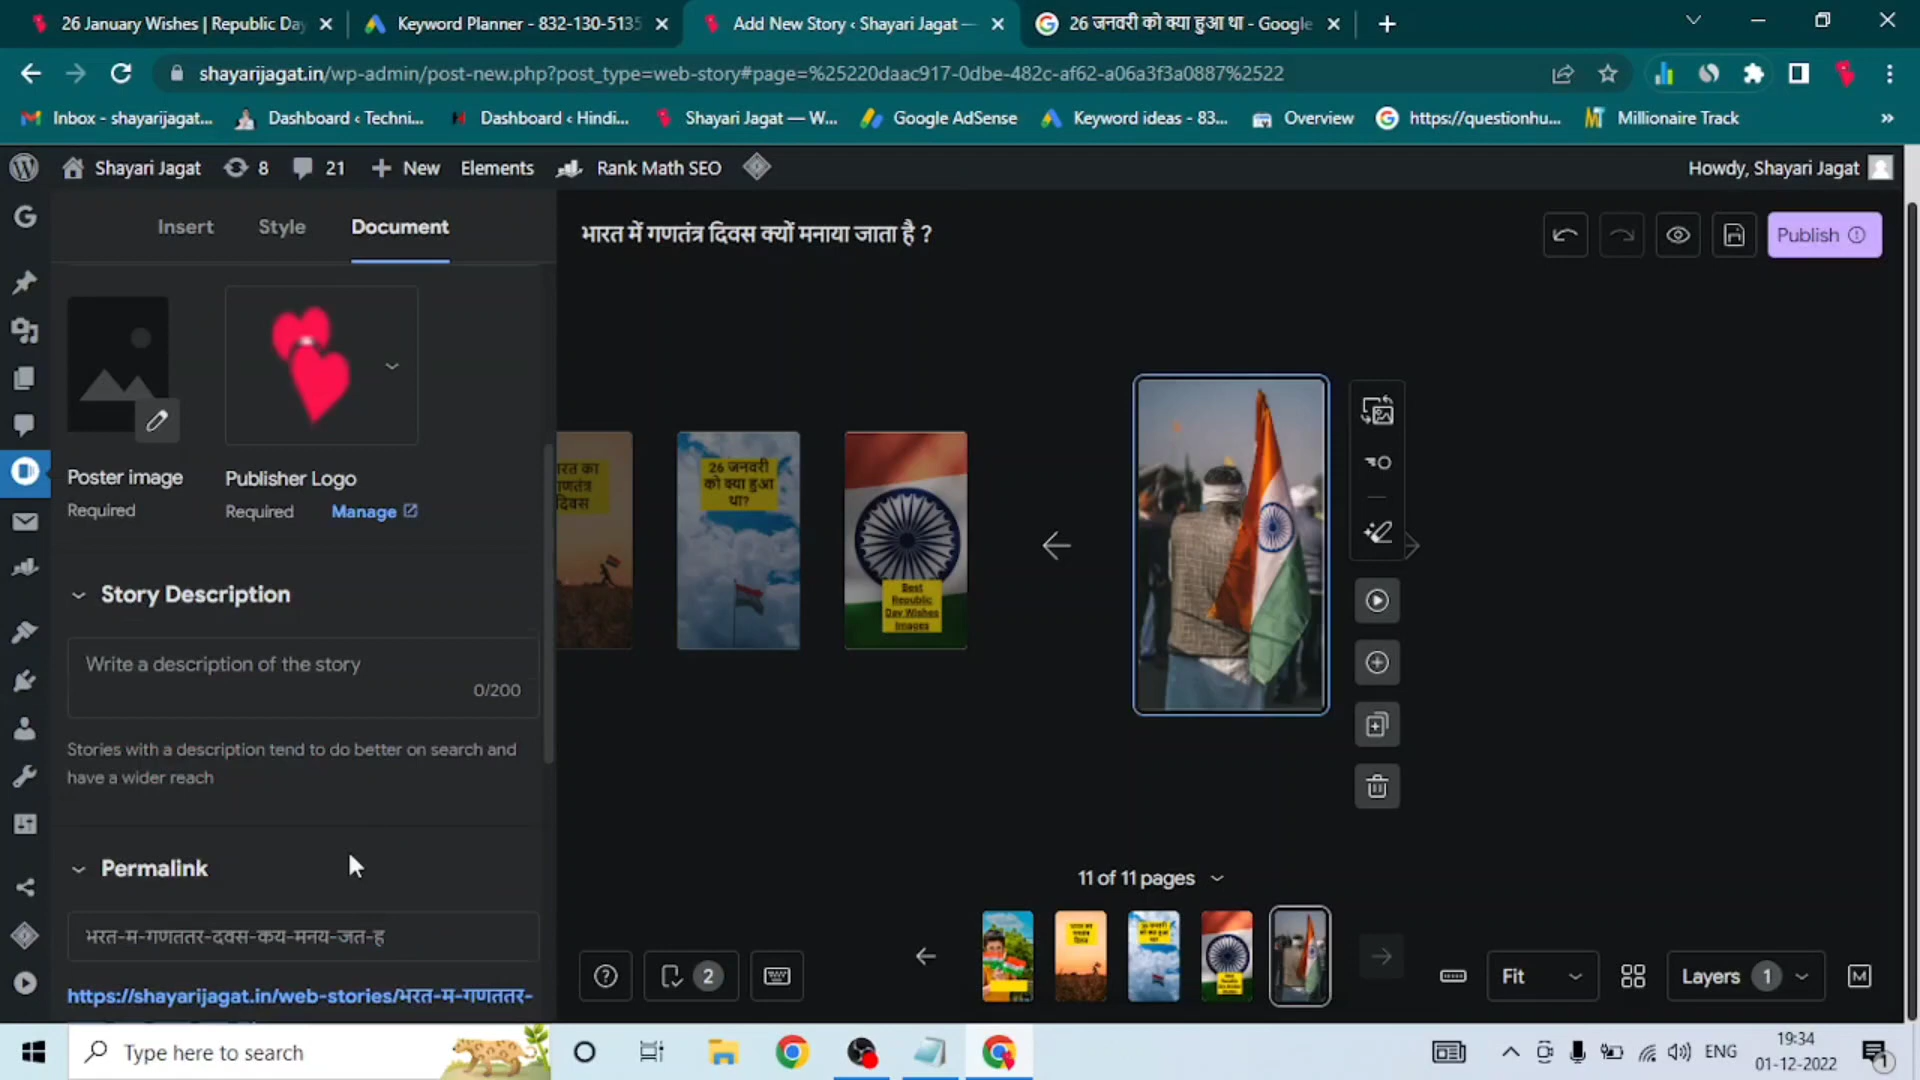 26 January Wishes | Republic Day
Keyword Planner - 832-130-5135
Add New Story ‹ Shayari Jagat —
26 जनवरी को क्या हुआ था - Google
shayarijagat.in/wp-admin/post-new.php?post_type=web-story#page=%25220daac917-0dbe-482c-af62-a06a3f3a0887%2522
Inbox - shayarijagat...
Dashboard ‹ Techni...
Dashboard ‹ Hindi...
Shayari Jagat — W...
Google AdSense
Keyword ideas - 83...
Overview
https://questionhu...
Millionaire Track
»
Shayari Jagat
8
21
New
Elements
Rank Math SEO
Howdy, Shayari Jagat
Insert
Style
Document
भारत में गणतंत्र दिवस क्यों मनाया जाता है ?
Publish
Poster image
Required
Publisher Logo
Required
Manage
26 जनवरी
को क्या हुआ
था?
Best
Republic
Day Wishes
Images
Story Description
Write a description of the story
0/200
Stories with a description tend to do better on search and
have a wider reach
Permalink
भरत-म-गणततर-दवस-कय-मनय-जत-ह
https://shayarijagat.in/web-stories/भरत-म-गणततर-
11 of 11 pages
2
Fit
Layers
1
M
Type here to search
ENG
19:34
01-12-2022
1